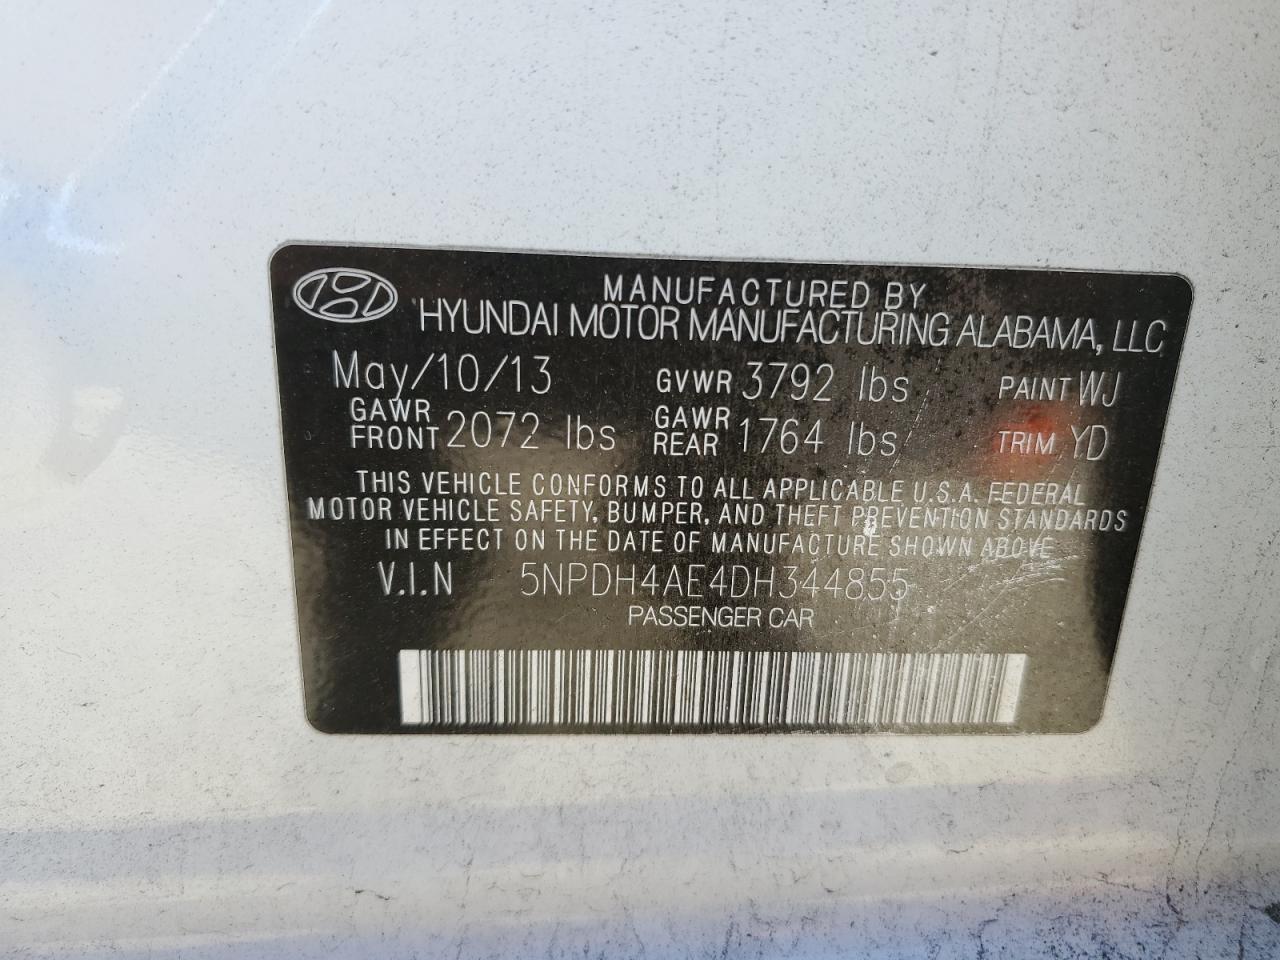 MANUFACTURED BY
HYUNDAI MOTOR MANUFACTURING ALABAMA, LLC
May/10/13 GVWR 3792 lbs PAINT WJ
GAWR FRONT 2072 lbs GAWR REAR 1764 lbs TRIM YD
THIS VEHICLE CONFORMS TO ALL APPLICABLE U.S.A. FEDERAL
MOTOR VEHICLE SAFETY, BUMPER, AND THEFT PREVENTION STANDARDS
IN EFFECT ON THE DATE OF MANUFACTURE SHOWN ABOVE
V.I.N 5NPDH4AE4DH344855
PASSENGER CAR